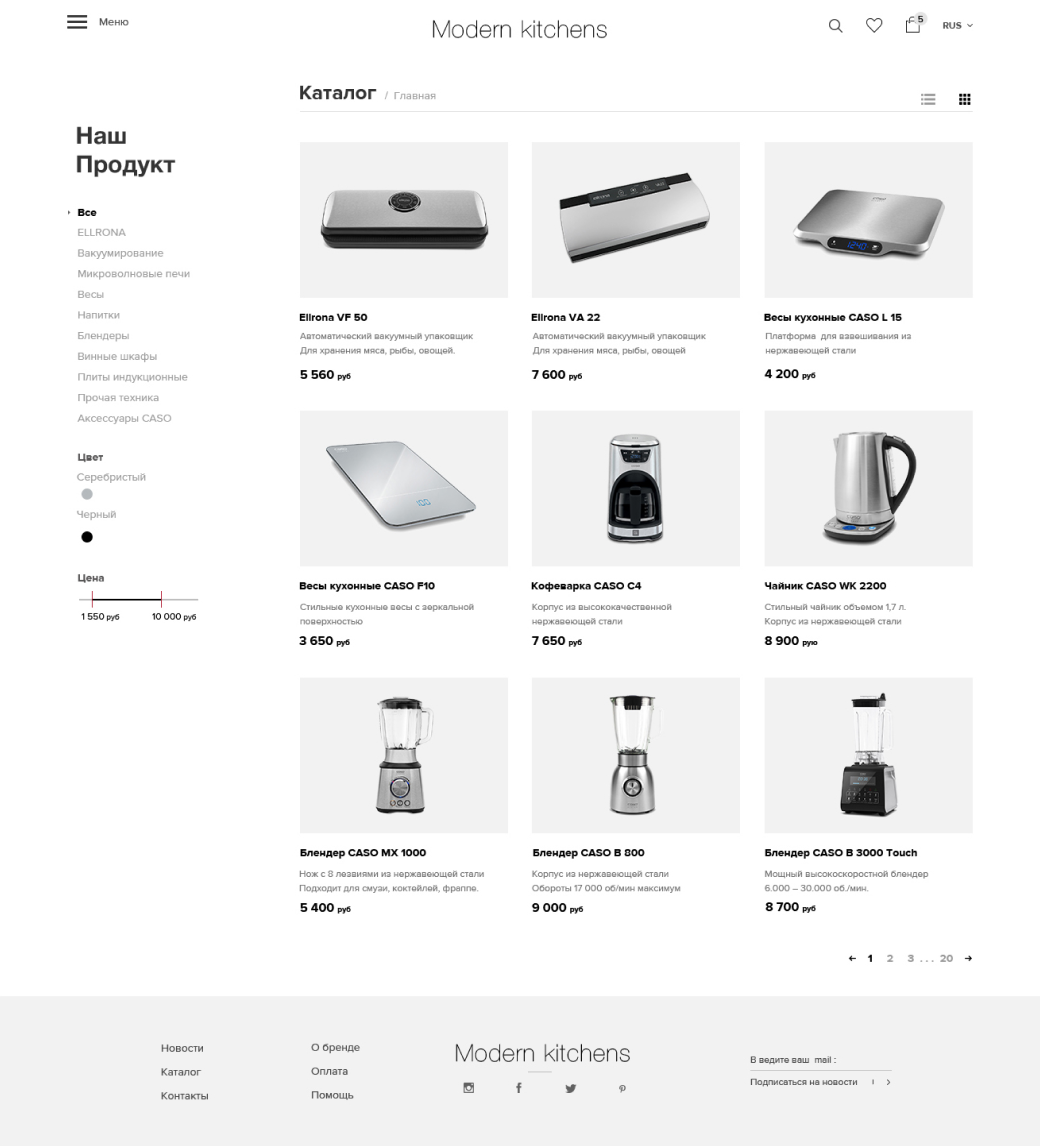 Меню
Modern kitchens
5
RUS
Каталог / Главная
Наш
Продукт
Все
ELLRONA
Вакуумирование
Микроволновые печи
Весы
Напитки
Блендеры
Винные шкафы
Плиты индукционные
Прочая техника
Аксессуары CASO
Цвет
Серебристый
Черный
Цена
1 550 руб 10 000 руб
Ellrona VF 50
Автоматический вакуумный упаковщик
Для хранения мяса, рыбы, овощей.
5 560 руб
Ellrona VA 22
Автоматический вакуумный упаковщик
Для хранения мяса, рыбы, овощей
7 600 руб
Весы кухонные CASO L 15
Платформа для взвешивания из
нержавеющей стали
4 200 руб
Весы кухонные CASO F10
Стильные кухонные весы с зеркальной
поверхностью
3 650 руб
Кофеварка CASO C4
Корпус из высококачественной
нержавеющей стали
7 650 руб
Чайник CASO WK 2200
Стильный чайник объемом 1,7 л.
Корпус из нержавеющей стали
8 900 рую
Блендер CASO MX 1000
Нож с 8 лезвиями из нержавеющей стали
Подходит для смузи, коктейлей, фраппе.
5 400 руб
Блендер CASO B 800
Корпус из нержавеющей стали
Обороты 17 000 об/мин максимум
9 000 руб
Блендер CASO B 3000 Touch
Мощный высокоскоростной блендер
6.000 – 30.000 об./мин.
8 700 руб
1 2 3 . . . 20
Новости
Каталог
Контакты
О бренде
Оплата
Помощь
Modern kitchens
В ведите ваш mail :
Подписаться на новости